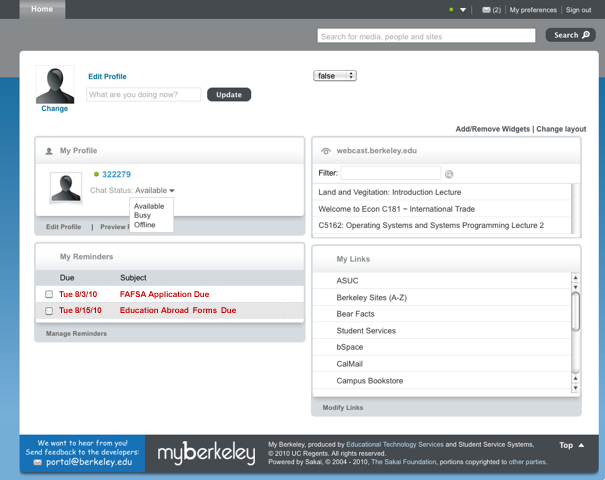 Home
(2) | My preferences | Sign out
Search for media, people and sites
Search
Edit Profile
false
What are you doing now?
Update
Change
Add/Remove Widgets | Change layout
My Profile
322279
Chat Status: Available
Available
Busy
Offline
Edit Profile | Preview
webcast.berkeley.edu
Filter:
Land and Vegitation: Introduction Lecture
Welcome to Econ C181 – International Trade
C5162: Operating Systems and Systems Programming Lecture 2
My Reminders
Due Subject
Tue 8/3/10 FAFSA Application Due
Tue 8/15/10 Education Abroad Forms Due
Manage Reminders
My Links
ASUC
Berkeley Sites (A-Z)
Bear Facts
Student Services
bSpace
CalMail
Campus Bookstore
Modify Links
We want to hear from you!
Send feedback to the developers:
portal@berkeley.edu
myberkeley
My Berkeley, produced by Educational Technology Services and Student Service Systems,
© 2010 UC Regents. All rights reserved.
Powered by Sakai, © 2004 - 2010, The Sakai Foundation, portions copyrighted to other parties.
Top